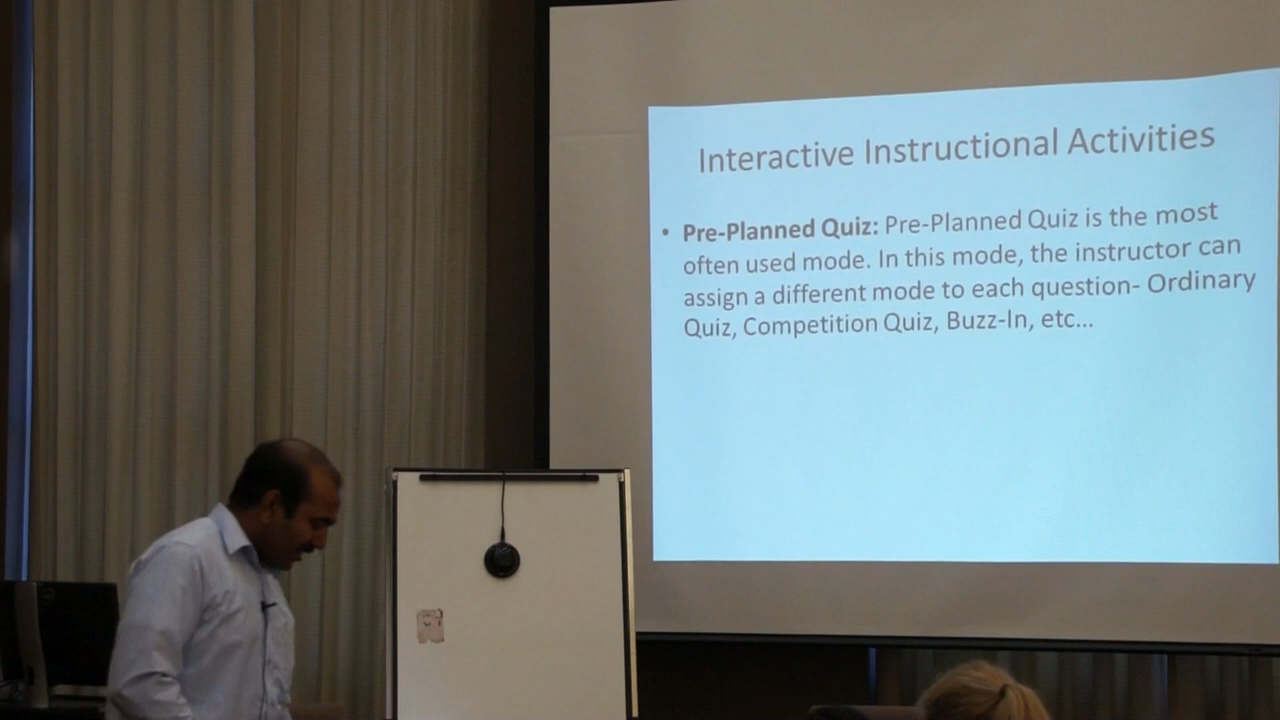 Interactive Instructional Activities
• Pre-Planned Quiz: Pre-Planned Quiz is the most
often used mode. In this mode, the instructor can
assign a different mode to each question- Ordinary
Quiz, Competition Quiz, Buzz-In, etc...